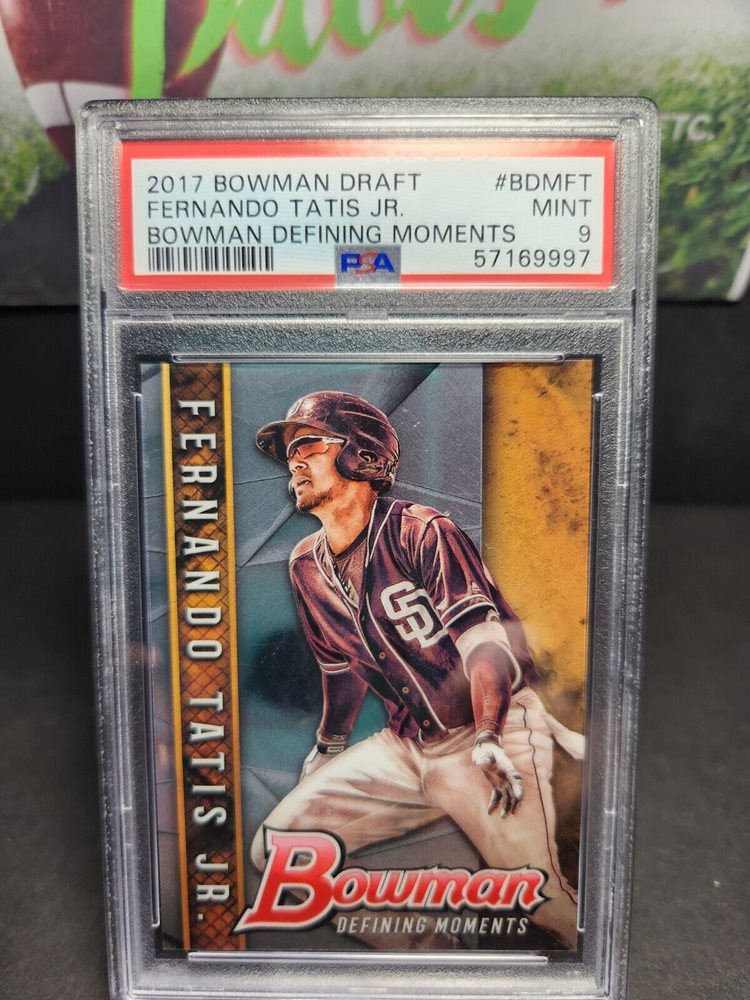 ETC.
2017 BOWMAN DRAFT #BDMFT
FERNANDO TATIS JR. MINT
BOWMAN DEFINING MOMENTS 9
PSA 57169997
FERNANDO TATIS JR.
SD
Bowman
DEFINING MOMENTS